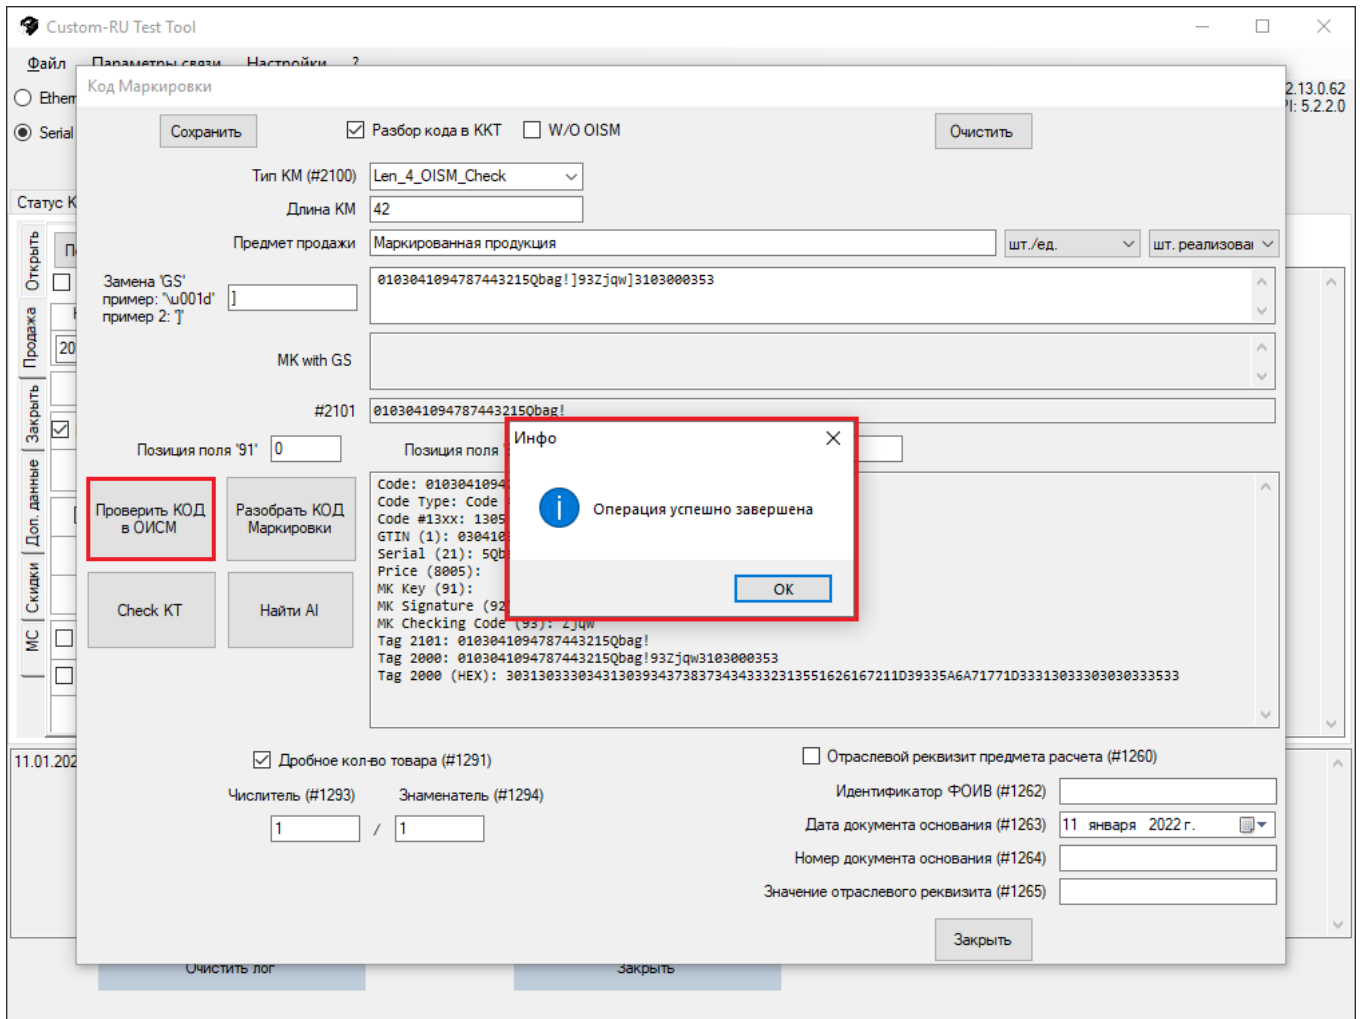 Custom-RU Test Tool
Файл Параметры связи Настройки ?
Код Маркировки
2.13.0.62
5.2.2.0
Serial
Сохранить
Разбор кода в ККТ
W/O OISM
Очистить
Тип КМ (#2100)
Len_4_OISM_Check
Длина КМ
42
Статус К
Предмет продажи
Маркированная продукция
шт./ед.
шт. реализован
Открыть
Продажа
Закрыть
Доп. данные
Скидки
МС
Замена 'GS'
пример: '\u001d'
пример 2: ']'
]
0103041094787443215Qbag!]93Zjqw]3103000353
20
MK with GS
#2101
0103041094787443215Qbag!
Позиция поля '91'
0
Позиция поля
Инфо
Операция успешно завершена
OK
Проверить КОД
в ОИСМ
Разобрать КОД
Маркировки
Check КТ
Найти AI
Code: 010304109
Code Type: Code
Code #13xx: 1305
GTIN (1): 03041
Serial (21): 5Qb
Price (8005):
MK Key (91):
MK Signature (92
MK Checking Code (93): Zjqw
Tag 2101: 0103041094787443215Qbag!
Tag 2000: 0103041094787443215Qbag!93Zjqw3103000353
Tag 2000 (HEX): 303130333034313039343738373434333231355162616721​1D39335A6A71771D33313033303030333533
11.01.202
Дробное кол-во товара (#1291)
Числитель (#1293)
Знаменатель (#1294)
1 / 1
Отраслевой реквизит предмета расчета (#1260)
Идентификатор ФОИВ (#1262)
Дата документа основания (#1263)
11 января 2022 г.
Номер документа основания (#1264)
Значение отраслевого реквизита (#1265)
Закрыть
Очистить лог
Закрыть